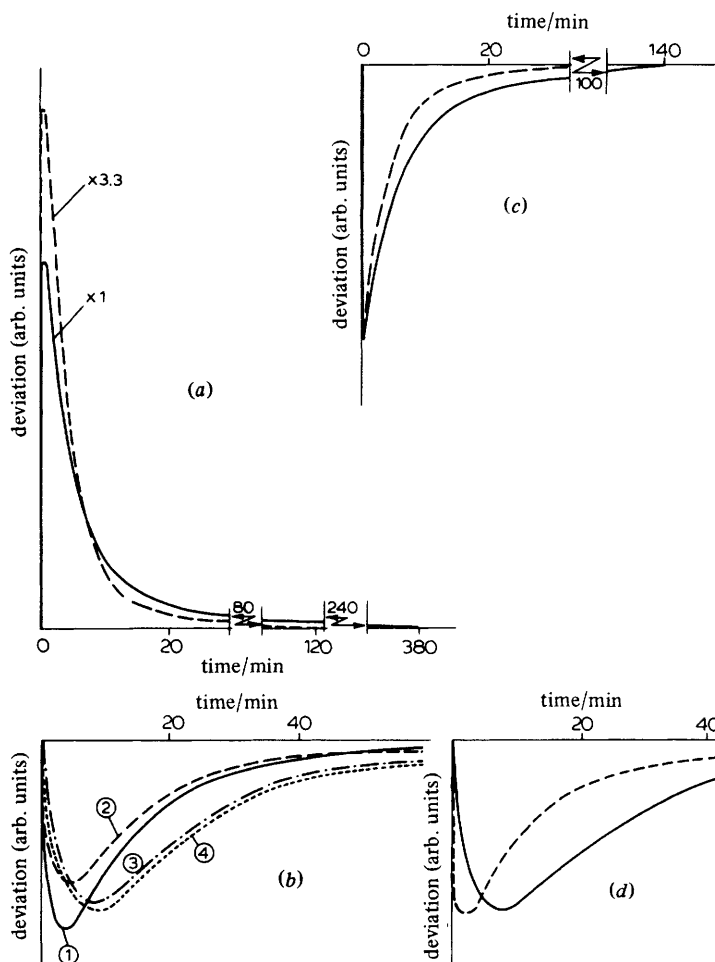 deviation (arb. units)
×3.3
×1
(a)
80
240
0
20
120
380
time/min
time/min
0
20
140
100
deviation (arb. units)
(c)
time/min
20
40
deviation (arb. units)
②
③
④
①
(b)
time/min
20
40
deviation (arb. units)
(d)